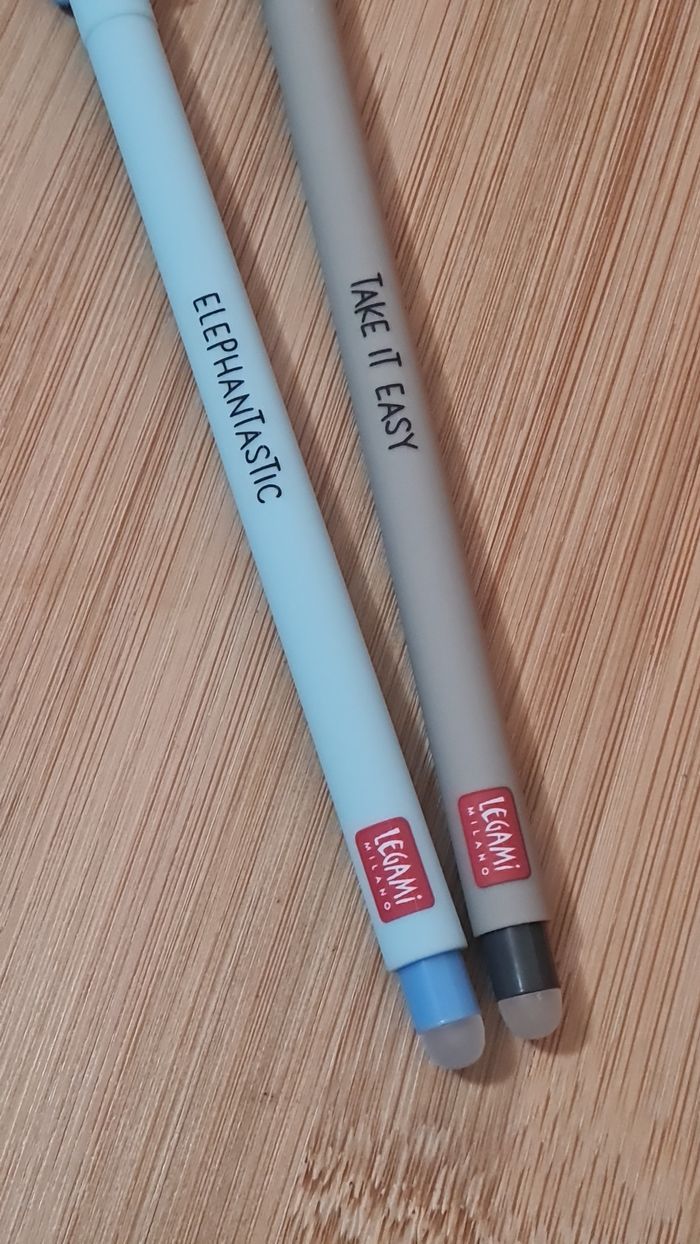 ELEPHANTASTIC
LEGAMi
MILANO
TAKE IT EASY
LEGAMi
MILANO